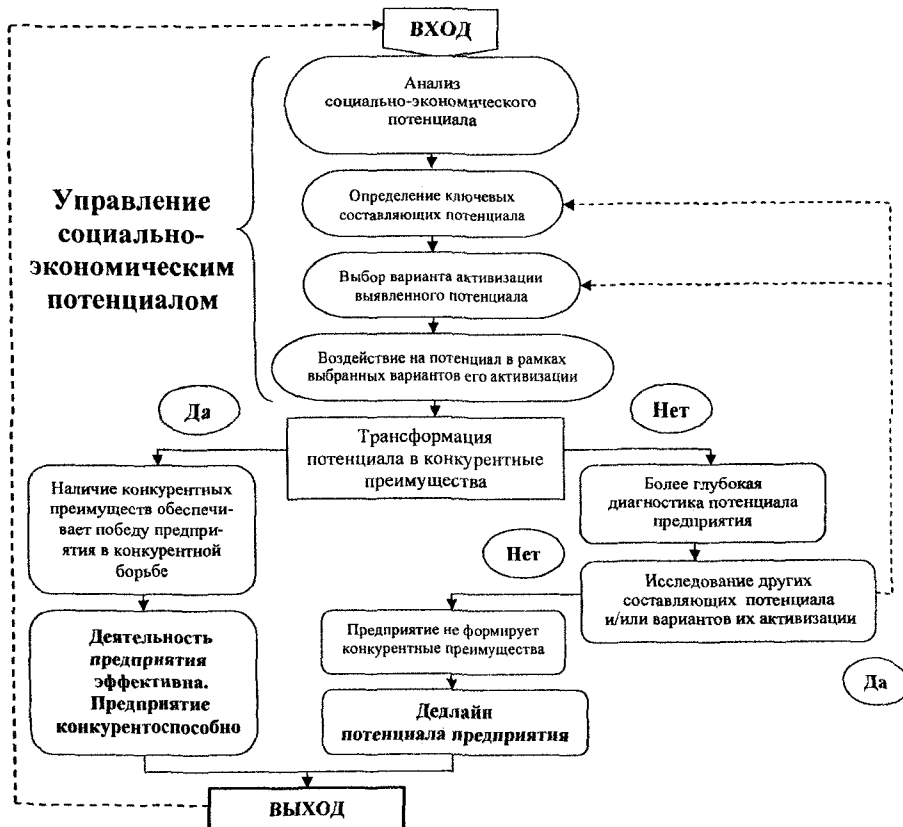 ВХОД
Анализ
социально-экономического
потенциала
Управление
социально-
экономическим
потенциалом
Определение ключевых
составляющих потенциала
Выбор варианта активизации
выявленного потенциала
Воздействие на потенциал в рамках
выбранных вариантов его активизации
Да
Нет
Трансформация
потенциала в конкурентные
преимущества
Наличие конкурентных
преимуществ обеспечи-
вает победу предпри-
ятия в конкурентной
борьбе
Более глубокая
диагностика потенциала
предприятия
Нет
Исследование других
составляющих потенциала
и/или вариантов их активизации
Предприятие не формирует
конкурентные преимущества
Деятельность
предприятия
эффективна.
Предприятие
конкурентоспособно
Да
Дедлайн
потенциала предприятия
ВЫХОД